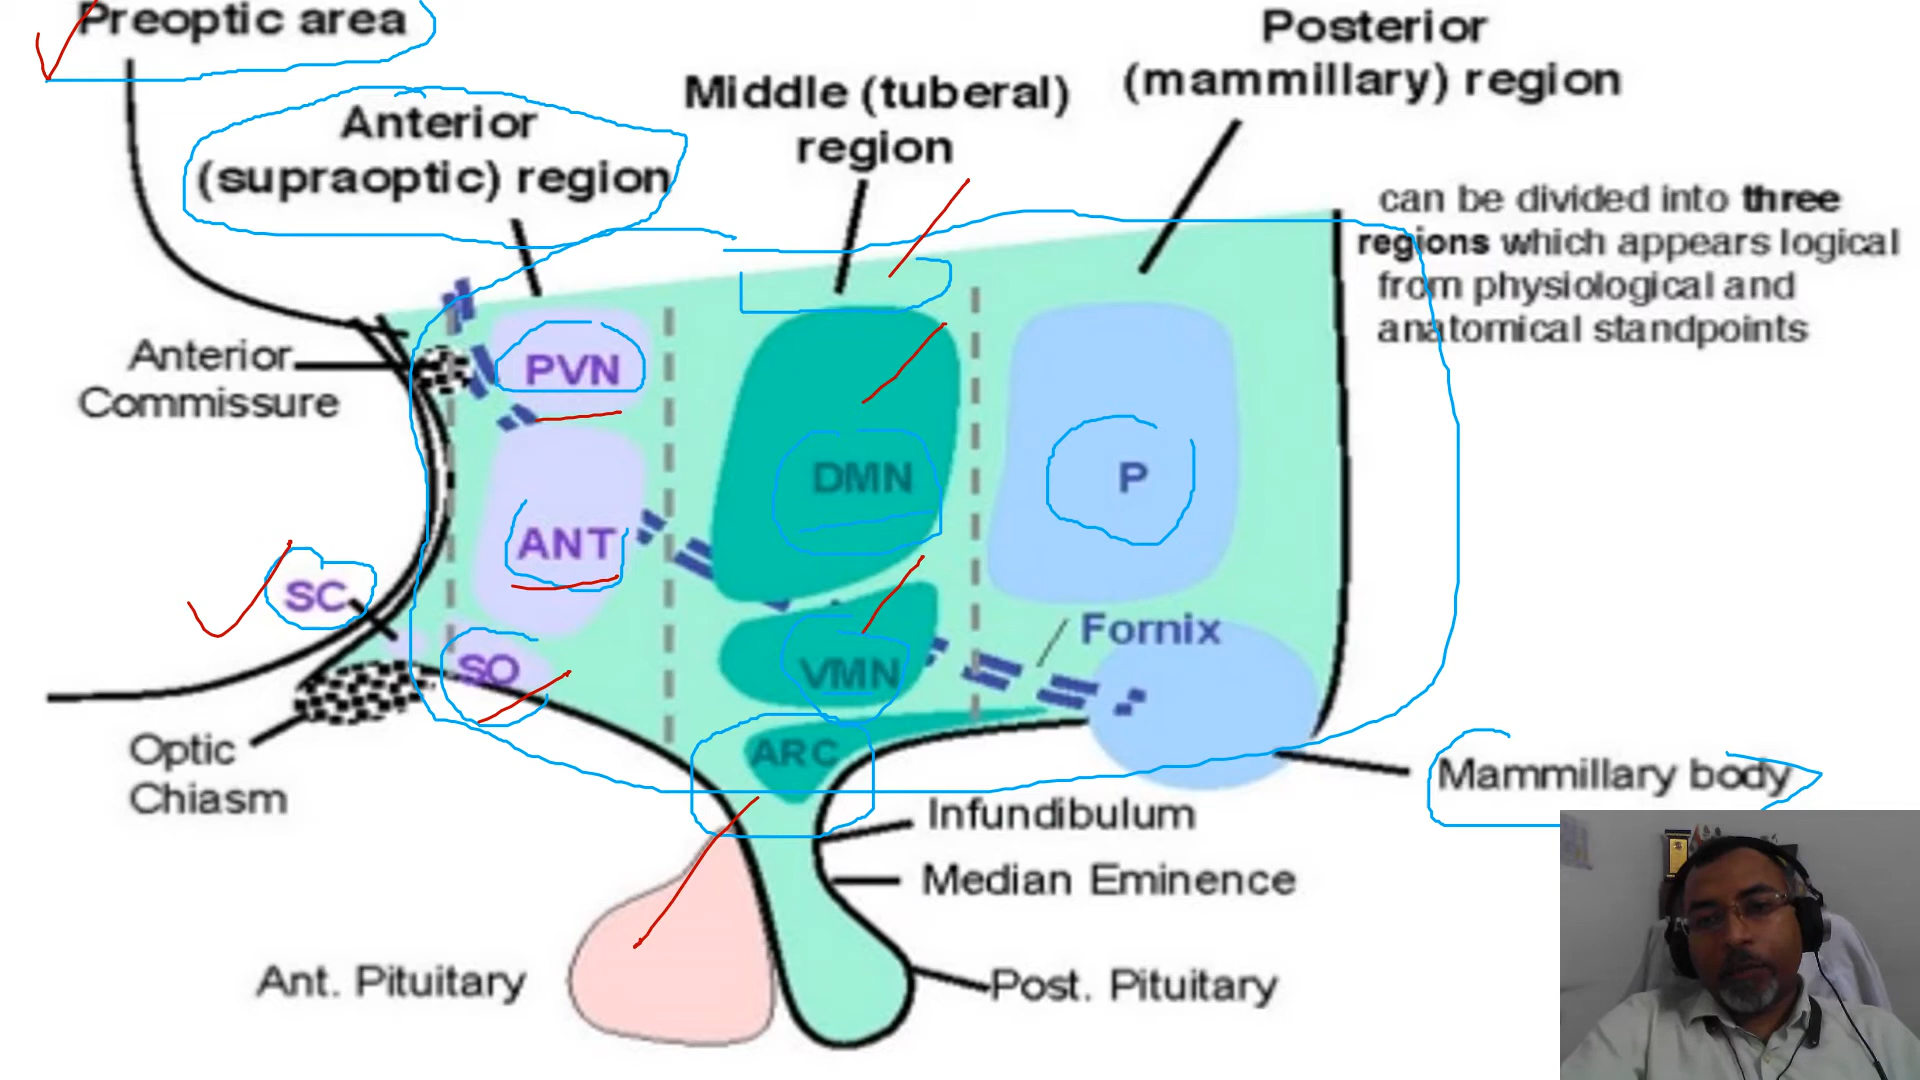 Preoptic area
Anterior
(supraoptic) region
Middle (tuberal)
region
Posterior
(mammillary) region
can be divided into three
regions which appears logical
from physiological and
anatomical standpoints
Anterior
Commissure
PVN
ANT
SC
SO
DMN
VMN
ARC
P
Fornix
Optic
Chiasm
Mammillary body
Infundibulum
Median Eminence
Ant. Pituitary
Post. Pituitary